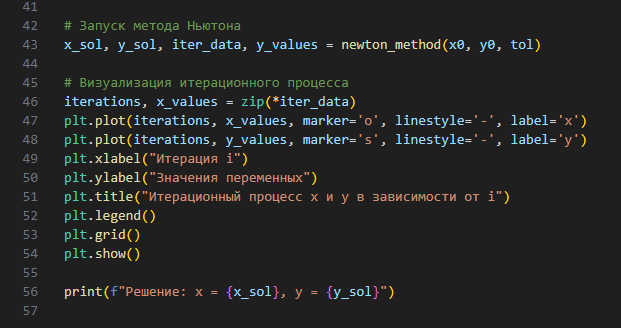 41
42 # Запуск метода Ньютона
43 x_sol, y_sol, iter_data, y_values = newton_method(x0, y0, tol)
44
45 # Визуализация итерационного процесса
46 iterations, x_values = zip(*iter_data)
47 plt.plot(iterations, x_values, marker='o', linestyle='-', label='x')
48 plt.plot(iterations, y_values, marker='s', linestyle='-', label='y')
49 plt.xlabel("Итерация i")
50 plt.ylabel("Значения переменных")
51 plt.title("Итерационный процесс x и y в зависимости от i")
52 plt.legend()
53 plt.grid()
54 plt.show()
55
56 print(f"Решение: x = {x_sol}, y = {y_sol}")
57